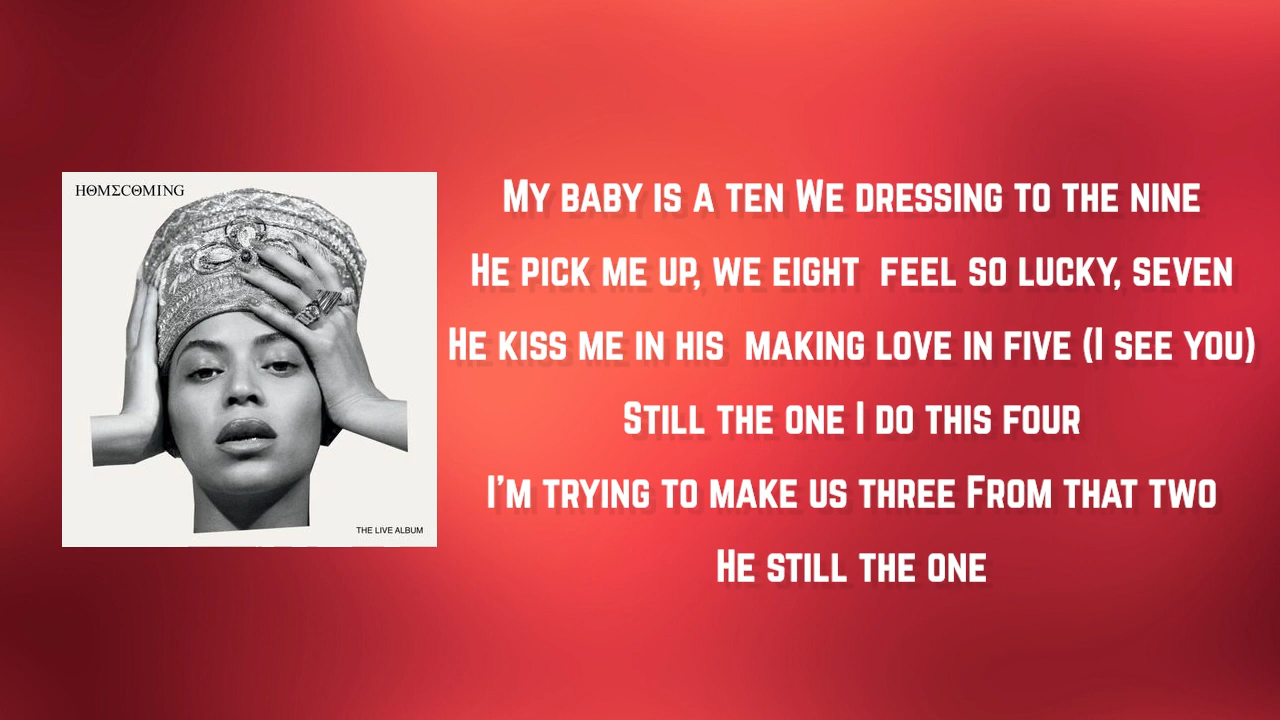 HΘMΣCΘMING
THE LIVE ALBUM
My baby is a ten We dressing to the nine
He pick me up, we eight feel so lucky, seven
He kiss me in his making love in five (I see you)
Still the one I do this four
I'm trying to make us three From that two
He still the one